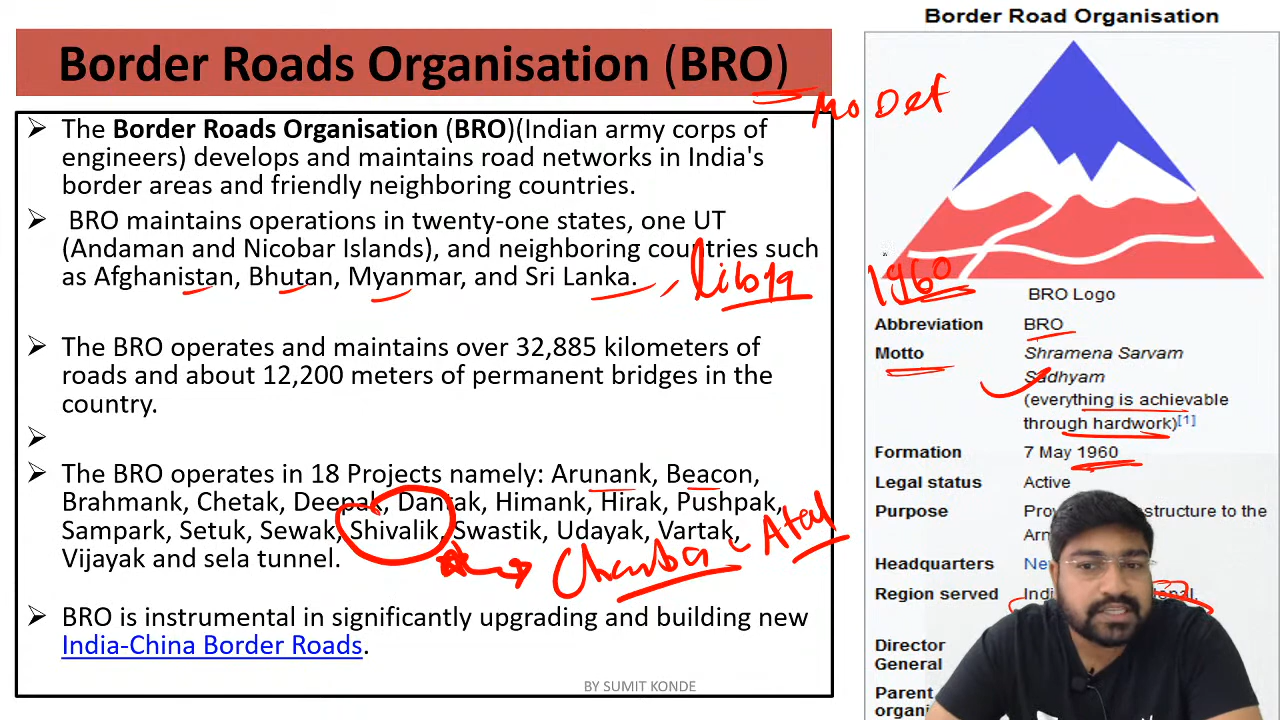 Border Roads Organisation (BRO)
Mo Def
➢ The Border Roads Organisation (BRO)(Indian army corps of
engineers) develops and maintains road networks in India's
border areas and friendly neighboring countries.
➢ BRO maintains operations in twenty-one states, one UT
(Andaman and Nicobar Islands), and neighboring countries such
as Afghanistan, Bhutan, Myanmar, and Sri Lanka.
➢ The BRO operates and maintains over 32,885 kilometers of
roads and about 12,200 meters of permanent bridges in the
country.
➢
➢ The BRO operates in 18 Projects namely: Arunank, Beacon,
Brahmank, Chetak, Deepak, Dantak, Himank, Hirak, Pushpak,
Sampark, Setuk, Sewak, Shivalik, Swastik, Udayak, Vartak,
Vijayak and sela tunnel.
Atal
➢ BRO is instrumental in significantly upgrading and building new
India-China Border Roads.
BY SUMIT KONDE
Border Road Organisation
1960
BRO Logo
Abbreviation BRO
Motto Shramena Sarvam
Sadhyam
(everything is achievable
through hardwork)[1]
Formation 7 May 1960
Legal status Active
Purpose structure to the
Headquarters
Region served
Director
General
Parent